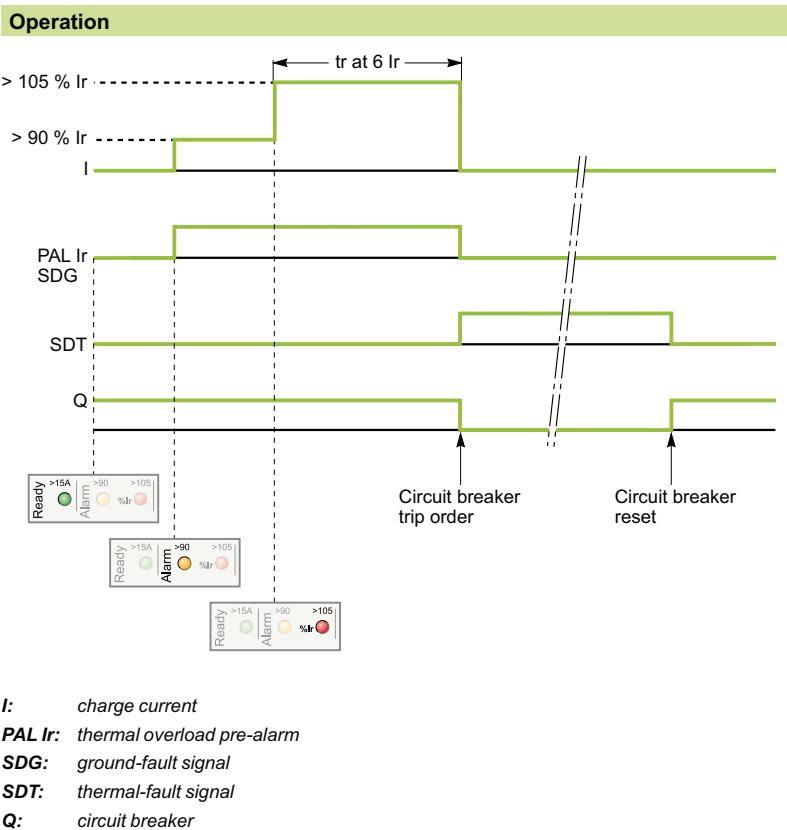 Operation
tr at 6 Ir
> 105 % Ir
> 90 % Ir
I
PAL Ir
SDG
SDT
Q
Circuit breaker
trip order
Circuit breaker
reset
Ready >15A Alarm >90 %Ir >105
Ready >15A Alarm >90 %Ir >105
Ready >15A Alarm >90 %Ir >105
I: charge current
PAL Ir: thermal overload pre-alarm
SDG: ground-fault signal
SDT: thermal-fault signal
Q: circuit breaker